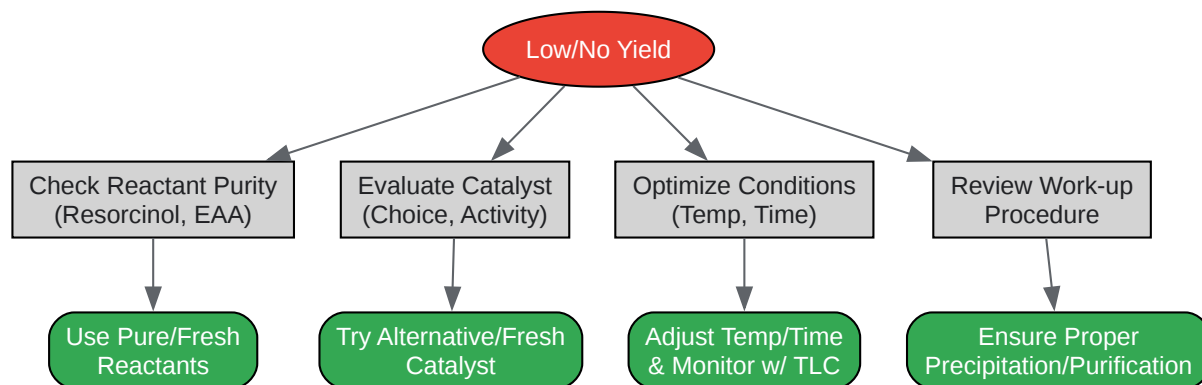 Low/No Yield
Check Reactant Purity
(Resorcinol, EAA)
Evaluate Catalyst
(Choice, Activity)
Optimize Conditions
(Temp, Time)
Review Work-up
Procedure
Use Pure/Fresh
Reactants
Try Alternative/Fresh
Catalyst
Adjust Temp/Time
& Monitor w/ TLC
Ensure Proper
Precipitation/Purification